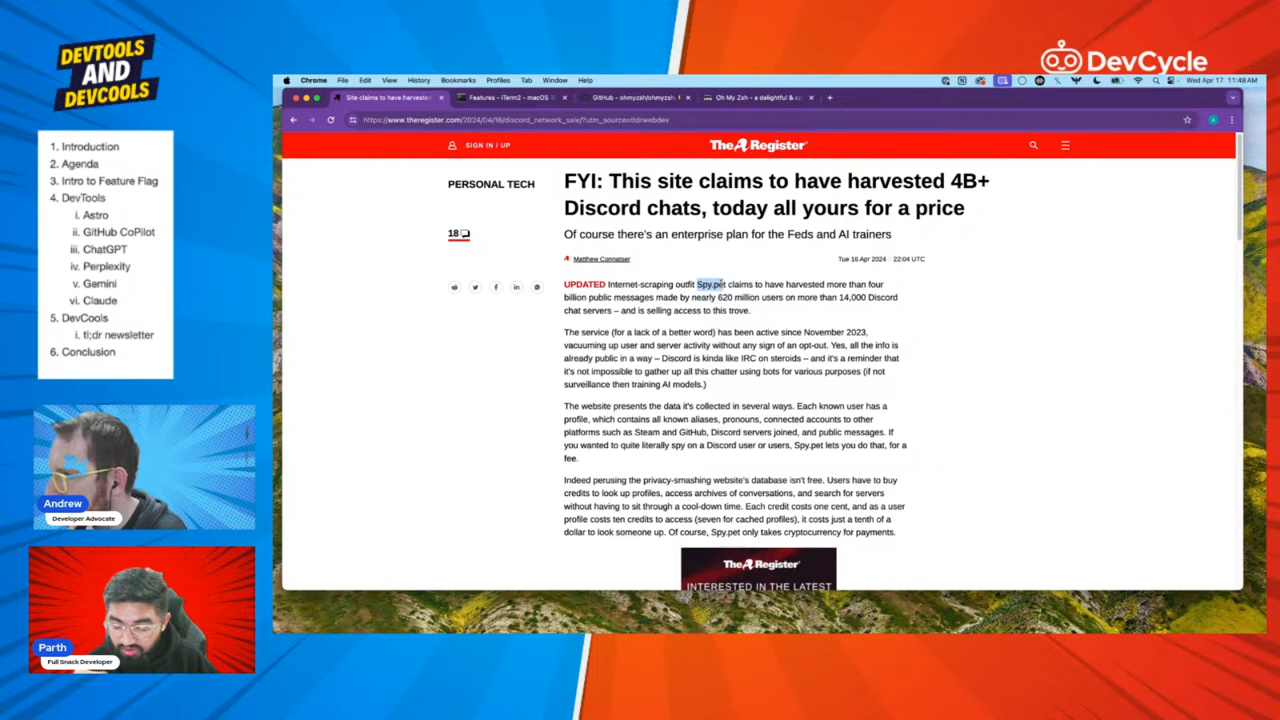 DEVTOOLS
AND
DEVCOOLS
DevCycle
1. Introduction
2. Agenda
3. Intro to Feature Flag
4. DevTools
i. Astro
ii. GitHub CoPilot
iii. ChatGPT
iv. Perplexity
v. Gemini
vi. Claude
5. DevCools
i. tl;dr newsletter
6. Conclusion
Andrew
Developer Advocate
Parth
Full Snack Developer
Chrome File Edit View History Bookmarks Profiles Tab Window Help
Wed Apr 17 11:48 AM
Site claims to have harvested
Features - iTerm2 - macOS
GitHub - ohmyzsh/ohmyzsh:
Oh My Zsh - a delightful &
https://www.theregister.com/2024/04/16/discord_network_sale/?utm_source=tldrwebdev
SIGN IN / UP
The A Register
PERSONAL TECH
18
FYI: This site claims to have harvested 4B+
Discord chats, today all yours for a price
Of course there's an enterprise plan for the Feds and AI trainers
Matthew Connatser
Tue 16 Apr 2024 22:04 UTC
UPDATED Internet-scraping outfit Spy.pet claims to have harvested more than four
billion public messages made by nearly 620 million users on more than 14,000 Discord
chat servers – and is selling access to this trove.
The service (for a lack of a better word) has been active since November 2023,
vacuuming up user and server activity without any sign of an opt-out. Yes, all the info is
already public in a way – Discord is kinda like IRC on steroids – and it's a reminder that
it's not impossible to gather up all this chatter using bots for various purposes (if not
surveillance then training AI models.)
The website presents the data it's collected in several ways. Each known user has a
profile, which contains all known aliases, pronouns, connected accounts to other
platforms such as Steam and GitHub, Discord servers joined, and public messages. If
you wanted to quite literally spy on a Discord user or users, Spy.pet lets you do that, for a
fee.
Indeed perusing the privacy-smashing website's database isn't free. Users have to buy
credits to look up profiles, access archives of conversations, and search for servers
without having to sit through a cool-down time. Each credit costs one cent, and as a user
profile costs ten credits to access (seven for cached profiles), it costs just a tenth of a
dollar to look someone up. Of course, Spy.pet only takes cryptocurrency for payments.
The A Register
INTERESTED IN THE LATEST